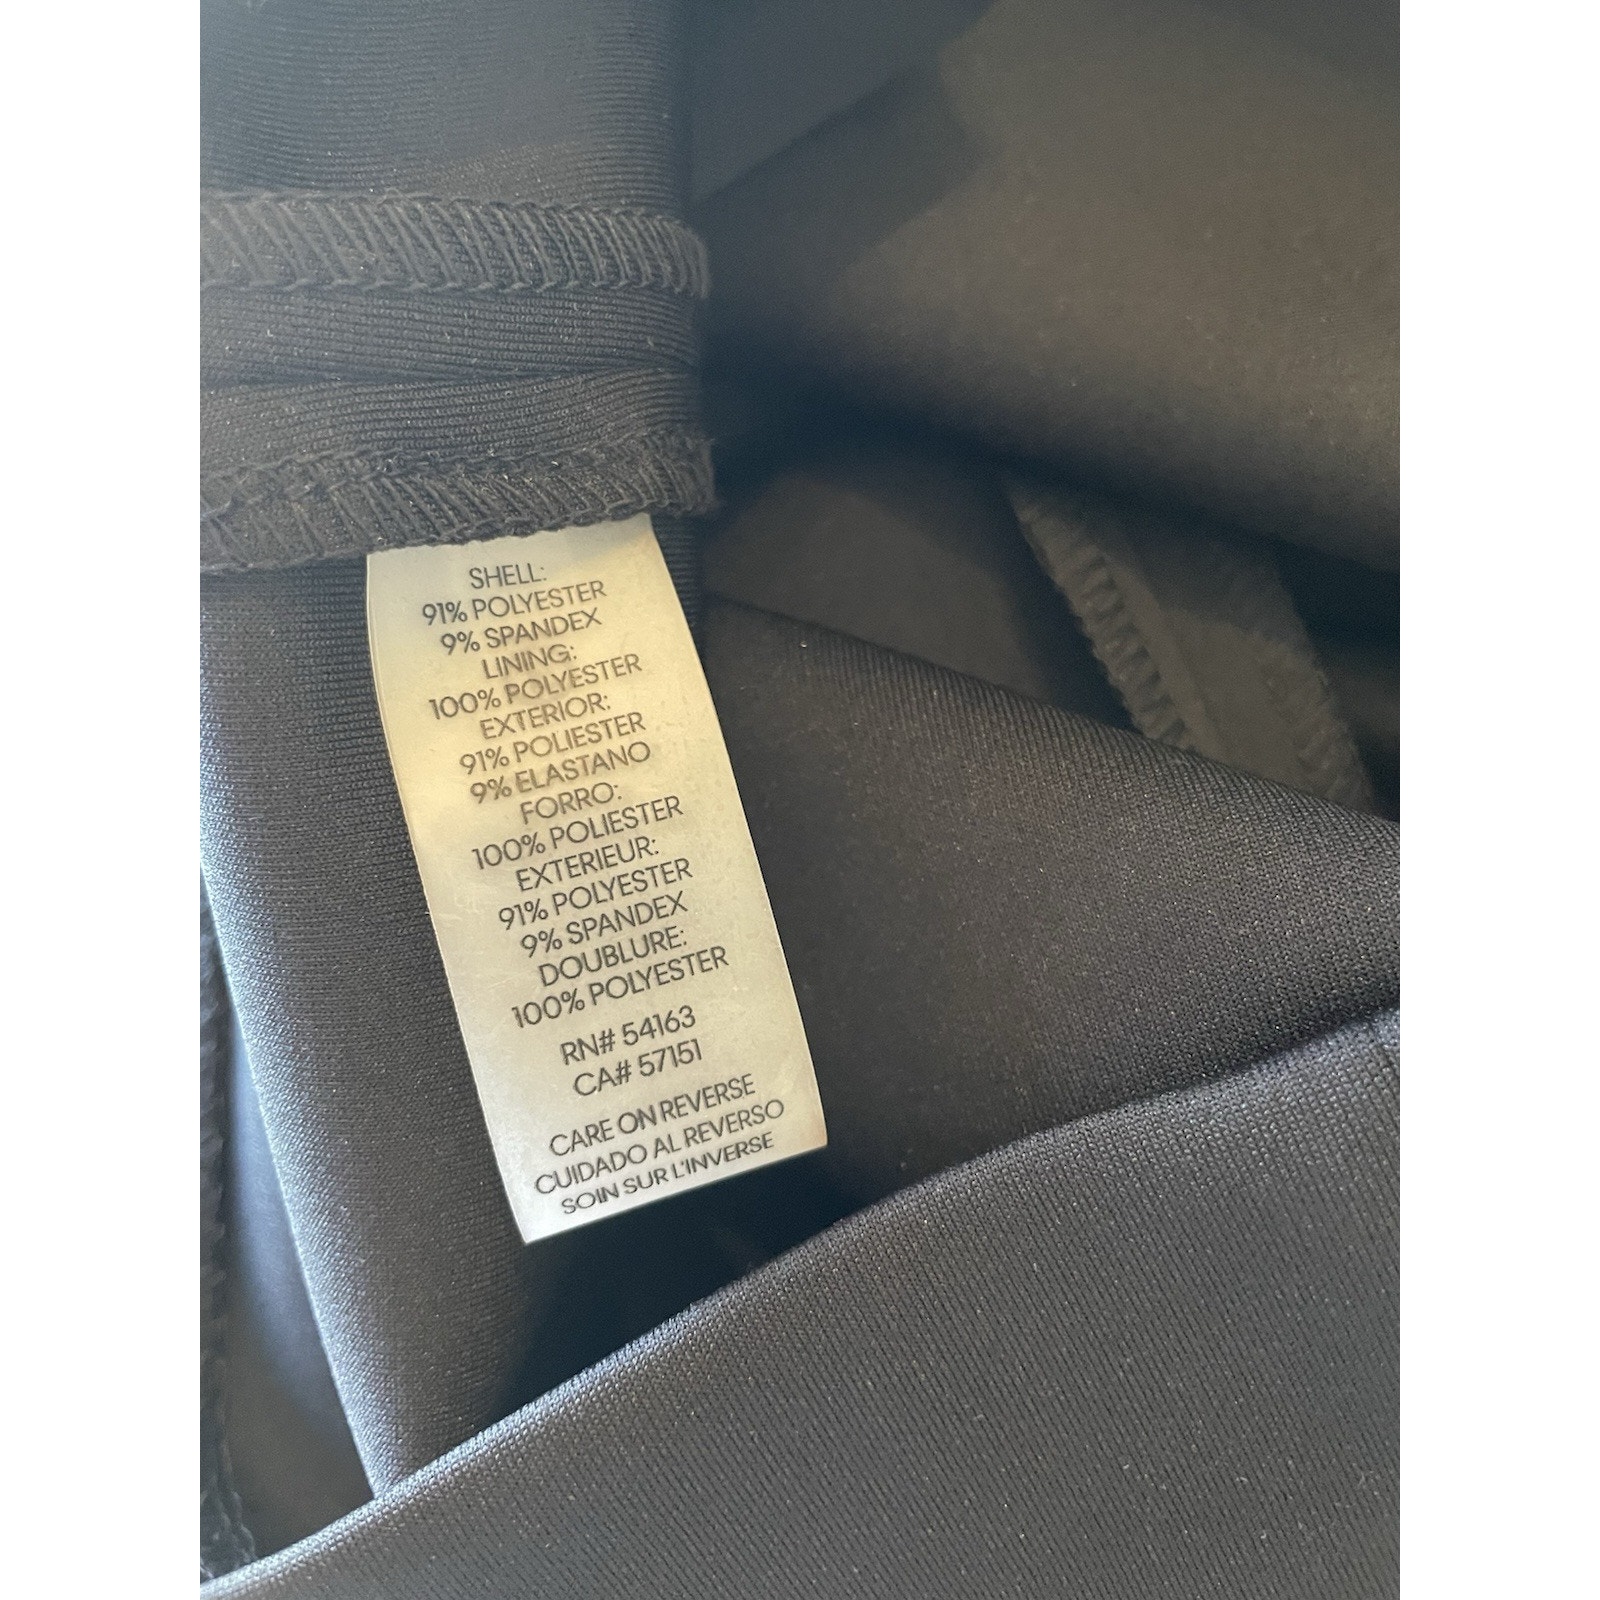 SHELL:
91% POLYESTER
9% SPANDEX
LINING:
100% POLYESTER
EXTERIOR:
91% POLIESTER
9% ELASTANO
FORRO:
100% POLIESTER
EXTERIEUR:
91% POLYESTER
9% SPANDEX
DOUBLURE:
100% POLYESTER
RN# 54163
CA# 57151
CARE ON REVERSE
CUIDADO AL REVERSO
SOIN SUR L'INVERSE